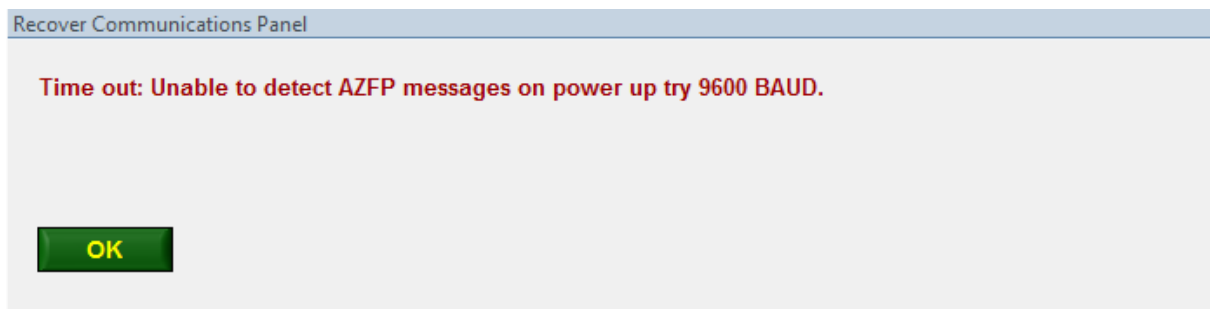 Recover Communications Panel
Time out: Unable to detect AZFP messages on power up try 9600 BAUD.
OK